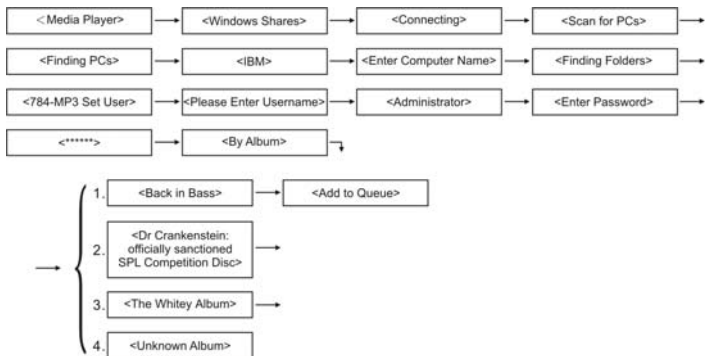 <Media Player>
<Windows Shares>
<Connecting>
<Scan for PCs>
<Finding PCs>
<IBM>
<Enter Computer Name>
<Finding Folders>
<784-MP3 Set User>
<Please Enter Username>
<Administrator>
<Enter Password>
<******>
<By Album>
1. <Back in Bass>
<Add to Queue>
2. <Dr Crankenstein:
officially sanctioned
SPL Competition Disc>
3. <The Whitey Album>
4. <Unknown Album>